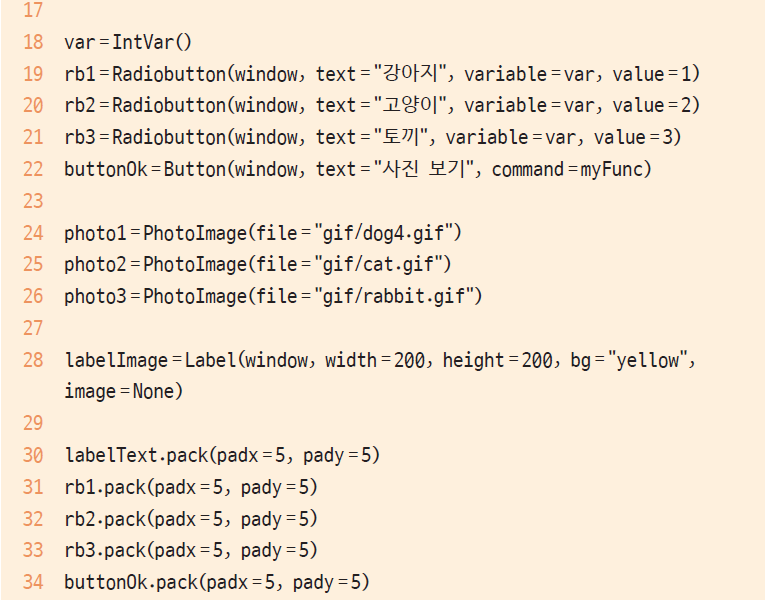 17
18 var=IntVar()
19 rb1=Radiobutton(window, text="강아지", variable=var, value=1)
20 rb2=Radiobutton(window, text="고양이", variable=var, value=2)
21 rb3=Radiobutton(window, text="토끼", variable=var, value=3)
22 buttonOk=Button(window, text="사진 보기", command=myFunc)
23
24 photo1=PhotoImage(file="gif/dog4.gif")
25 photo2=PhotoImage(file="gif/cat.gif")
26 photo3=PhotoImage(file="gif/rabbit.gif")
27
28 labelImage=Label(window, width=200, height=200, bg="yellow",
image=None)
29
30 labelText.pack(padx=5, pady=5)
31 rb1.pack(padx=5, pady=5)
32 rb2.pack(padx=5, pady=5)
33 rb3.pack(padx=5, pady=5)
34 buttonOk.pack(padx=5, pady=5)